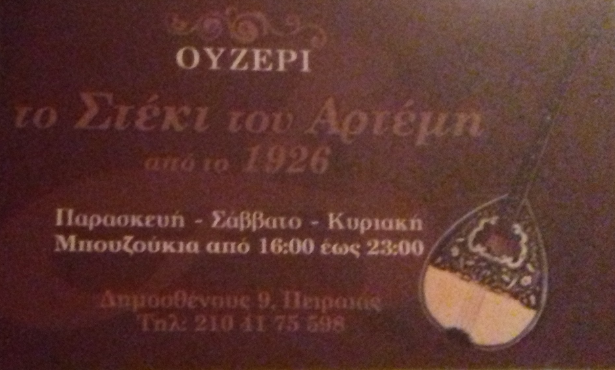 ΟΥΖΕΡΙ
το Στέκι του Αρτέμη
από το 1926
Παρασκευή - Σάββατο - Κυριακή
Μπουζούκια από 16:00 έως 23:00
Δημοσθένους 9, Πειραιάς
Τηλ: 210 41 75 598